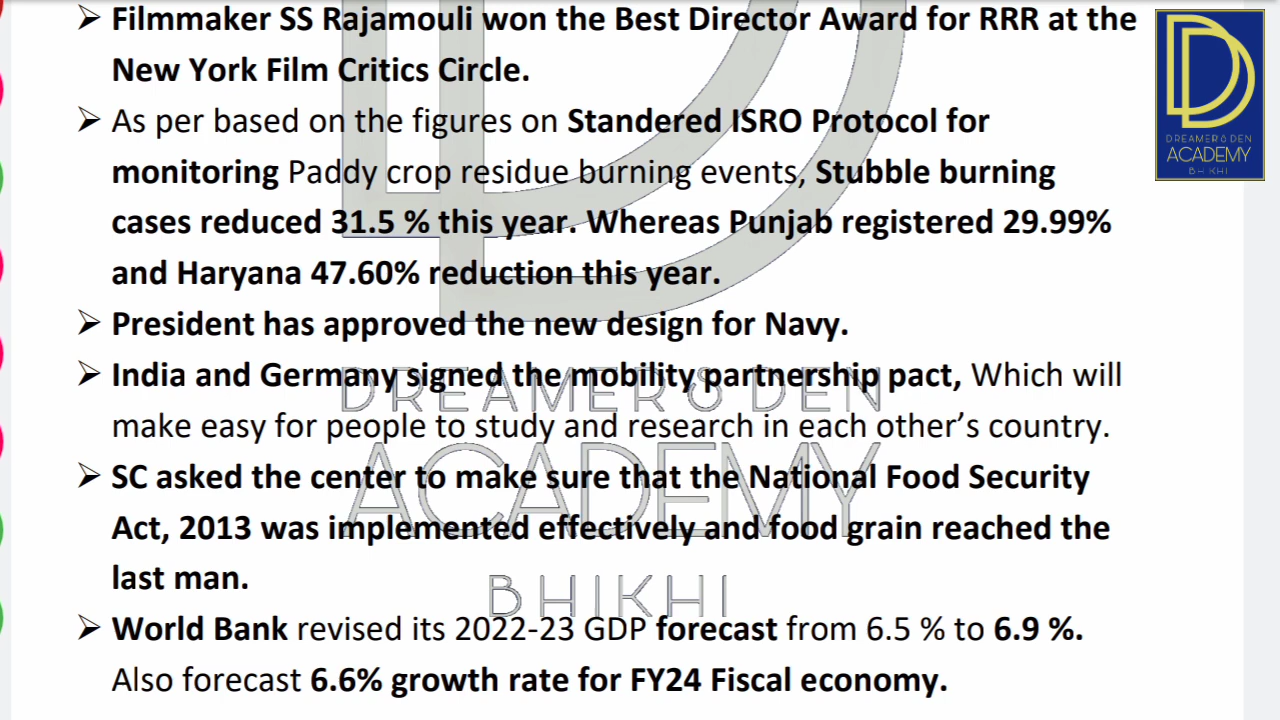 ➢ Filmmaker SS Rajamouli won the Best Director Award for RRR at the
New York Film Critics Circle.
➢ As per based on the figures on Standered ISRO Protocol for
monitoring Paddy crop residue burning events, Stubble burning
cases reduced 31.5 % this year. Whereas Punjab registered 29.99%
and Haryana 47.60% reduction this year.
➢ President has approved the new design for Navy.
➢ India and Germany signed the mobility partnership pact, Which will
make easy for people to study and research in each other’s country.
➢ SC asked the center to make sure that the National Food Security
Act, 2013 was implemented effectively and food grain reached the
last man.
➢ World Bank revised its 2022-23 GDP forecast from 6.5 % to 6.9 %.
Also forecast 6.6% growth rate for FY24 Fiscal economy.
DREAMER'S DEN
ACADEMY
BHIKHI
DREAMER'S DEN
ACADEMY
BHIKHI